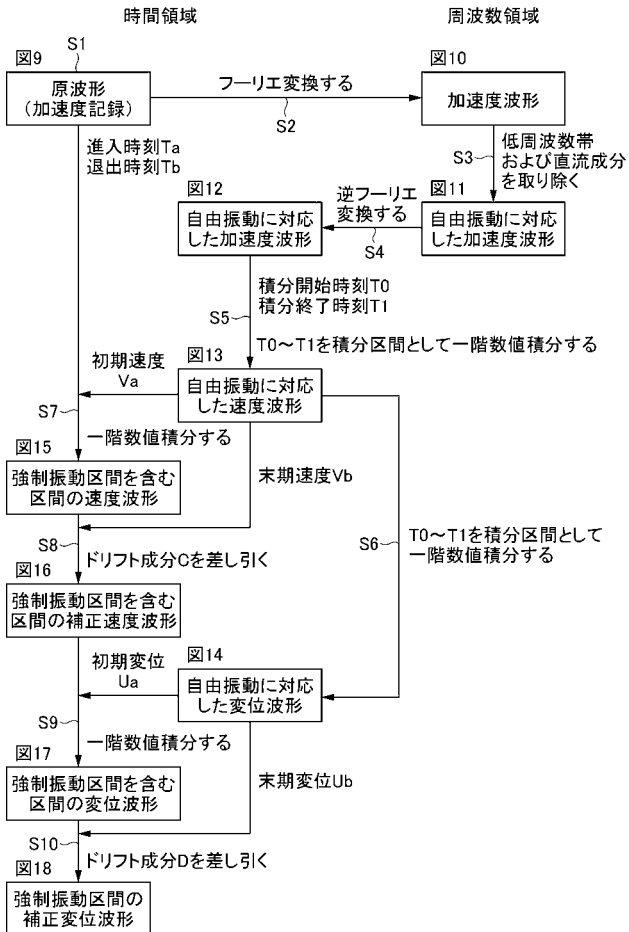 時間領域
周波数領域
図9
S1
原波形
(加速度記録)
フーリエ変換する
S2
図10
加速度波形
進入時刻Ta
退出時刻Tb
S3
低周波数帯
および直流成分
を取り除く
図11
自由振動に対応
した加速度波形
逆フーリエ
変換する
S4
図12
自由振動に対応
した加速度波形
積分開始時刻T0
積分終了時刻T1
S5
T0~T1を積分区間として一階数値積分する
図13
自由振動に対応
した速度波形
初期速度
Va
S7
一階数値積分する
図15
強制振動区間を含む
区間の速度波形
末期速度Vb
S8
ドリフト成分Cを差し引く
S6
T0~T1を積分区間として
一階数値積分する
図16
強制振動区間を含む
区間の補正速度波形
図14
自由振動に対応
した変位波形
初期変位
Ua
S9
一階数値積分する
図17
強制振動区間を含む
区間の変位波形
末期変位Ub
S10
ドリフト成分Dを差し引く
図18
強制振動区間の
補正変位波形